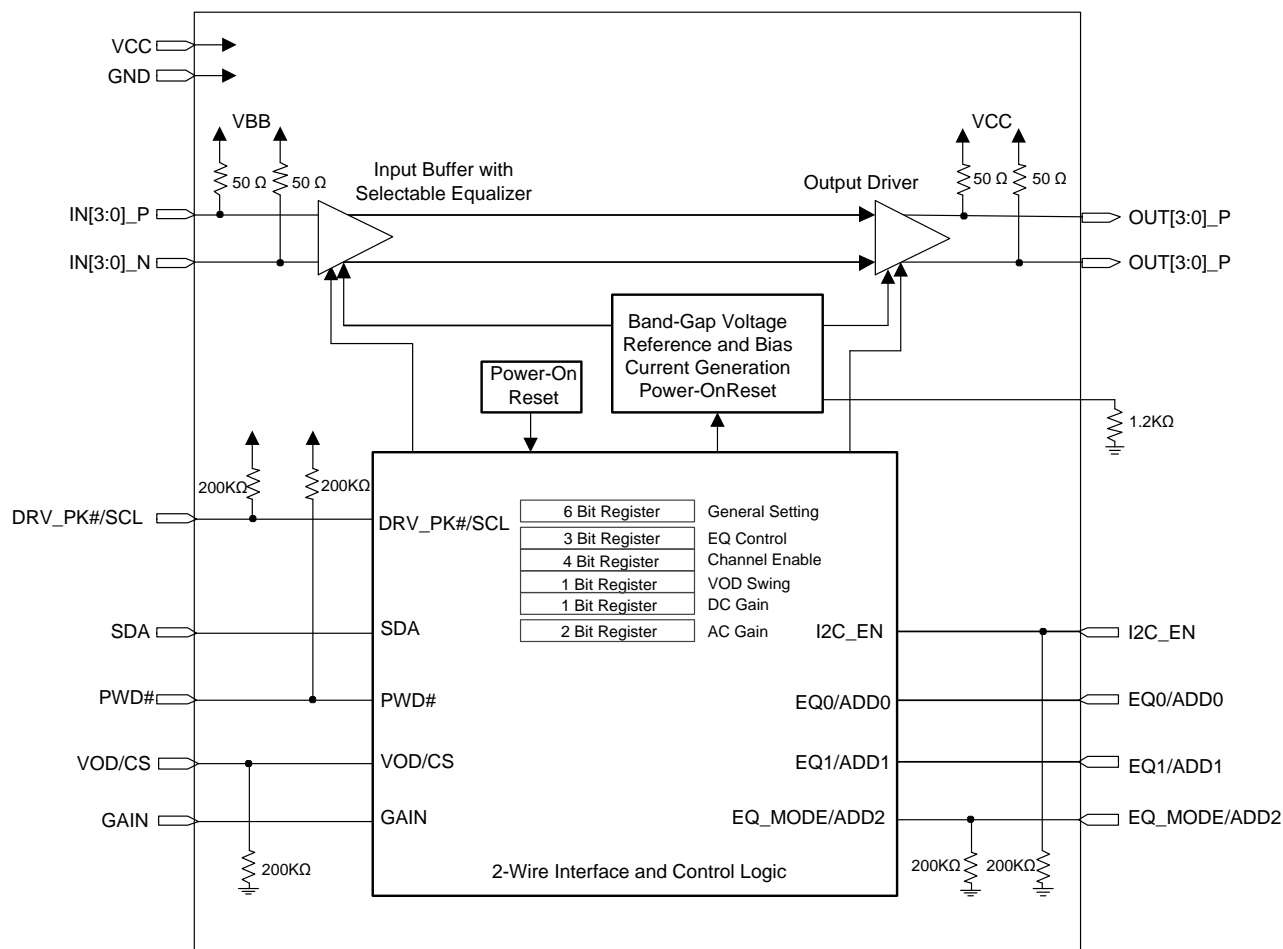 VCC
GND
VBB
VCC
50 Ω
50 Ω
Input Buffer with
Selectable Equalizer
Output Driver
50 Ω
50 Ω
IN[3:0]_P
OUT[3:0]_P
IN[3:0]_N
OUT[3:0]_P
Band-Gap Voltage
Reference and Bias
Current Generation
Power-OnReset
Power-On
Reset
1.2KΩ
200KΩ
200KΩ
DRV_PK#/SCL
DRV_PK#/SCL
6 Bit Register
General Setting
3 Bit Register
EQ Control
4 Bit Register
Channel Enable
1 Bit Register
VOD Swing
1 Bit Register
DC Gain
2 Bit Register
AC Gain
SDA
SDA
I2C_EN
I2C_EN
PWD#
PWD#
EQ0/ADD0
EQ0/ADD0
VOD/CS
VOD/CS
EQ1/ADD1
EQ1/ADD1
GAIN
GAIN
EQ_MODE/ADD2
EQ_MODE/ADD2
200KΩ
2-Wire Interface and Control Logic
200KΩ
200KΩ